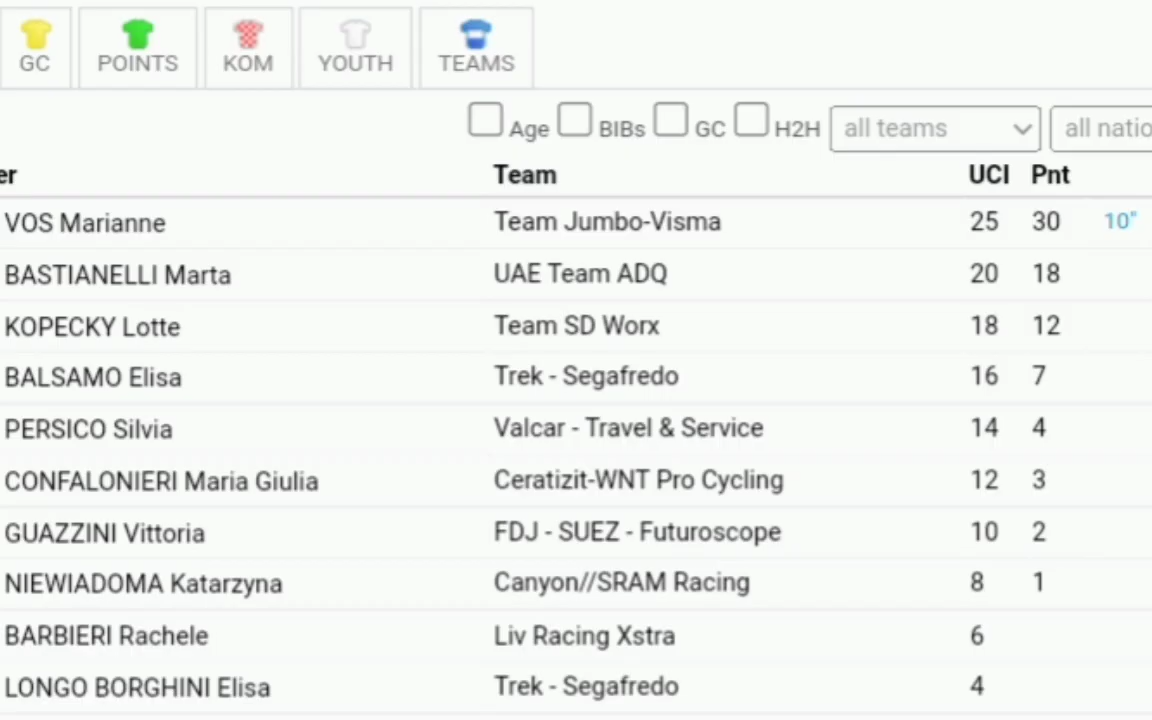 GC POINTS KOM YOUTH TEAMS
Age BIBs GC H2H all teams all natio
er Team UCI Pnt
VOS Marianne Team Jumbo-Visma 25 30 10"
BASTIANELLI Marta UAE Team ADQ 20 18
KOPECKY Lotte Team SD Worx 18 12
BALSAMO Elisa Trek - Segafredo 16 7
PERSICO Silvia Valcar - Travel & Service 14 4
CONFALONIERI Maria Giulia Ceratizit-WNT Pro Cycling 12 3
GUAZZINI Vittoria FDJ - SUEZ - Futuroscope 10 2
NIEWIADOMA Katarzyna Canyon//SRAM Racing 8 1
BARBIERI Rachele Liv Racing Xstra 6
LONGO BORGHINI Elisa Trek - Segafredo 4